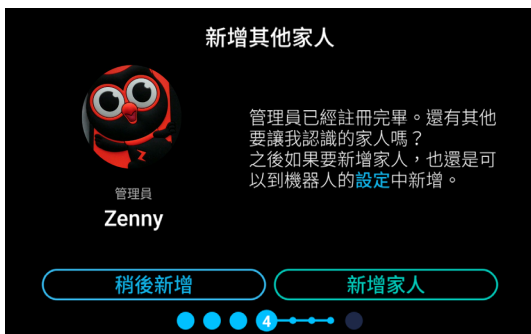 新增其他家人
管理員已經註冊完畢。還有其他
要讓我認識的家人嗎？
之後如果要新增家人，也還是可
以到機器人的設定中新增。
管理員
Zenny
稍後新增
新增家人
4